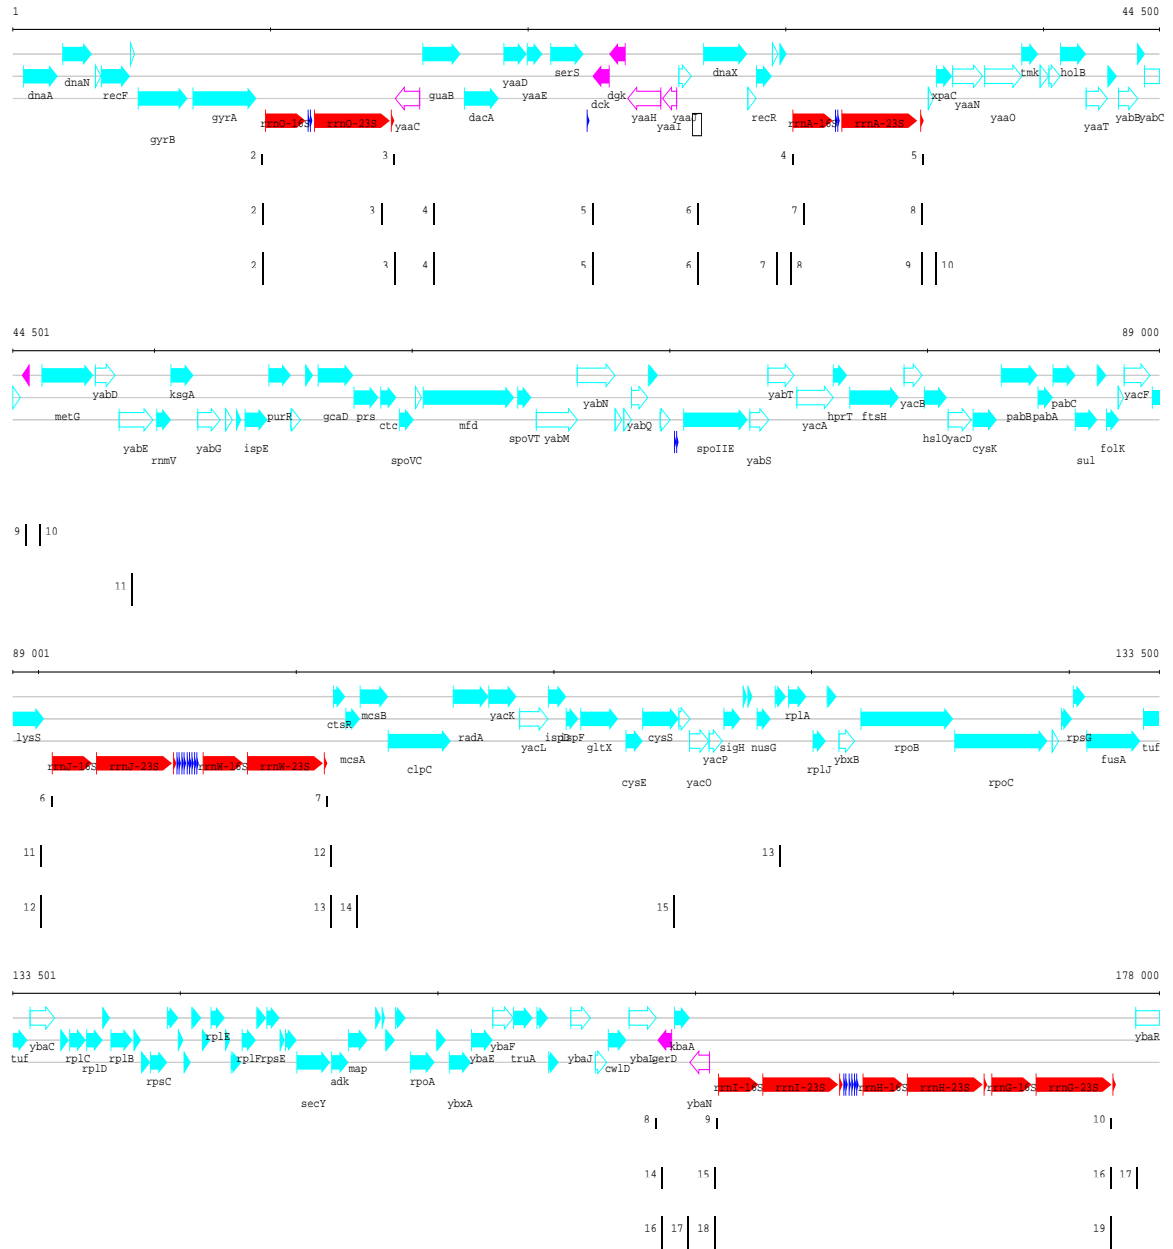 1 44 500
dnaN yaaD serS dnaX tmk holB
dnaA recF guaB yaaE dck dgk yaaJ recR xpaC yaaN yaaO yaaT yabB yabC
gyrB gyrA rrnO-16S rrnO-23S yaaC dacA yaaH yaaI rrnA-16S rrnA-23S
2 3 4 5
2 3 4 5 6 7 8
2 3 4 5 6 7 8 9 10
44 501 89 000
yabD ksgA yabN yabT yacB pabC yacF
metG purR gcaD prs ctc mfd yabQ yacA hprT ftsH pabB pabA
yabE rnmV yabG ispE spoVC spoVT yabM spoIIE yabS hslO yacD cysK sul folK
9 10
11
89 001 133 500
mcsB yacK rplA
lysS ctsR radA yacL ispD ispF gltX cysS sigH nusG rpoB rpsG tuf
rrnJ-16S rrnJ-23S rrnW-16S rrnW-23S mcsA clpC cysE yacP yacO rplJ ybxB rpoC fusA
6 7
11 12 13
12 13 14 15
133 501 178 000
rplE kbaA ybaR
tuf ybaC rplC rplD rplB rplF rpsE map ybaE ybaF truA ybaJ cwlD ybaL gerD
rpsC secY adk rpoA ybxA ybaN rrnI-16S rrnI-23S rrnH-16S rrnH-23S rrnG-16S rrnG-23S
8 9 10
14 15 16 17
16 17 18 19